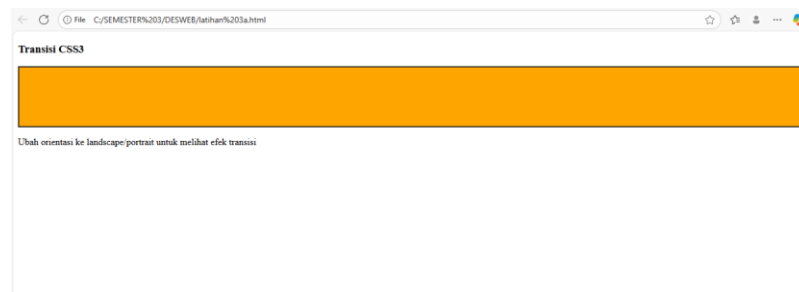 File C:/SEMESTER%203/DESWEB/latihan%203a.html
Transisi CSS3
Ubah orientasi ke landscape/portrait untuk melihat efek transisi